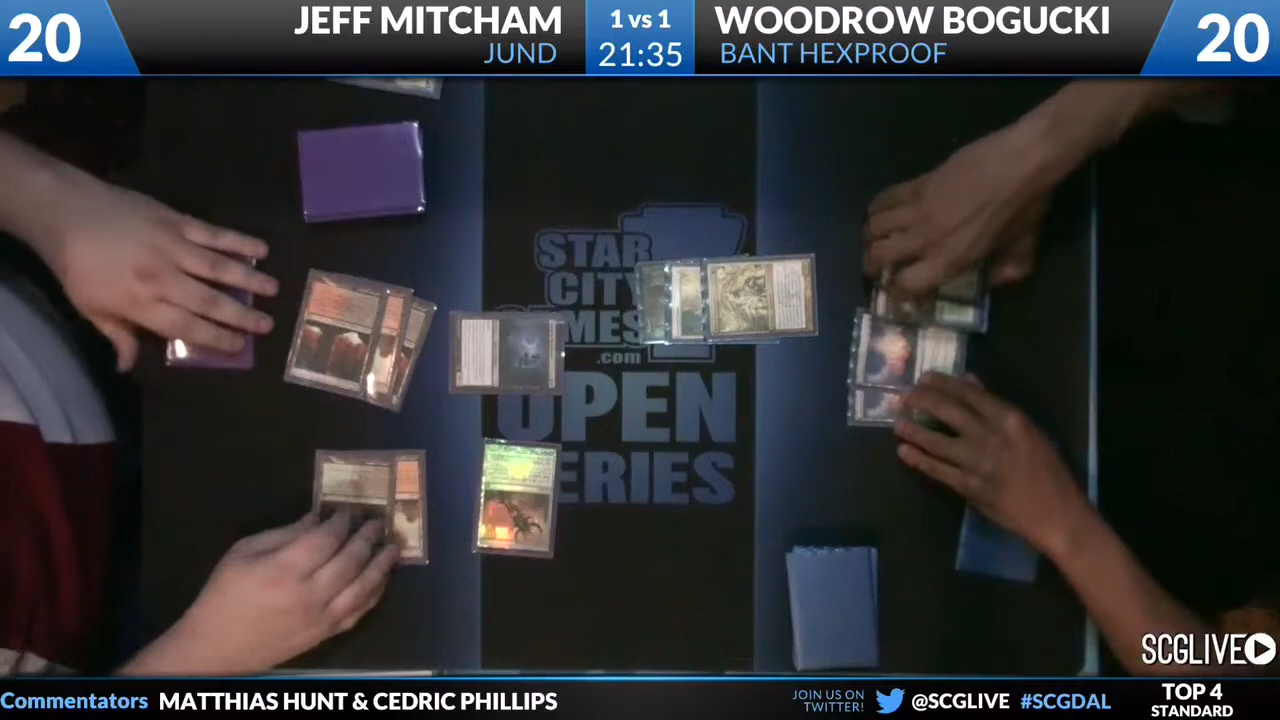 20
JEFF MITCHAM
JUND
1 vs 1
21:35
WOODROW BOGUCKI
BANT HEXPROOF
20
STAR
CITY
.com
OPEN
SERIES
SCGLIVE
Commentators MATTHIAS HUNT & CEDRIC PHILLIPS
JOIN US ON
TWITTER!
@SCGLIVE #SCGDAL
TOP 4
STANDARD